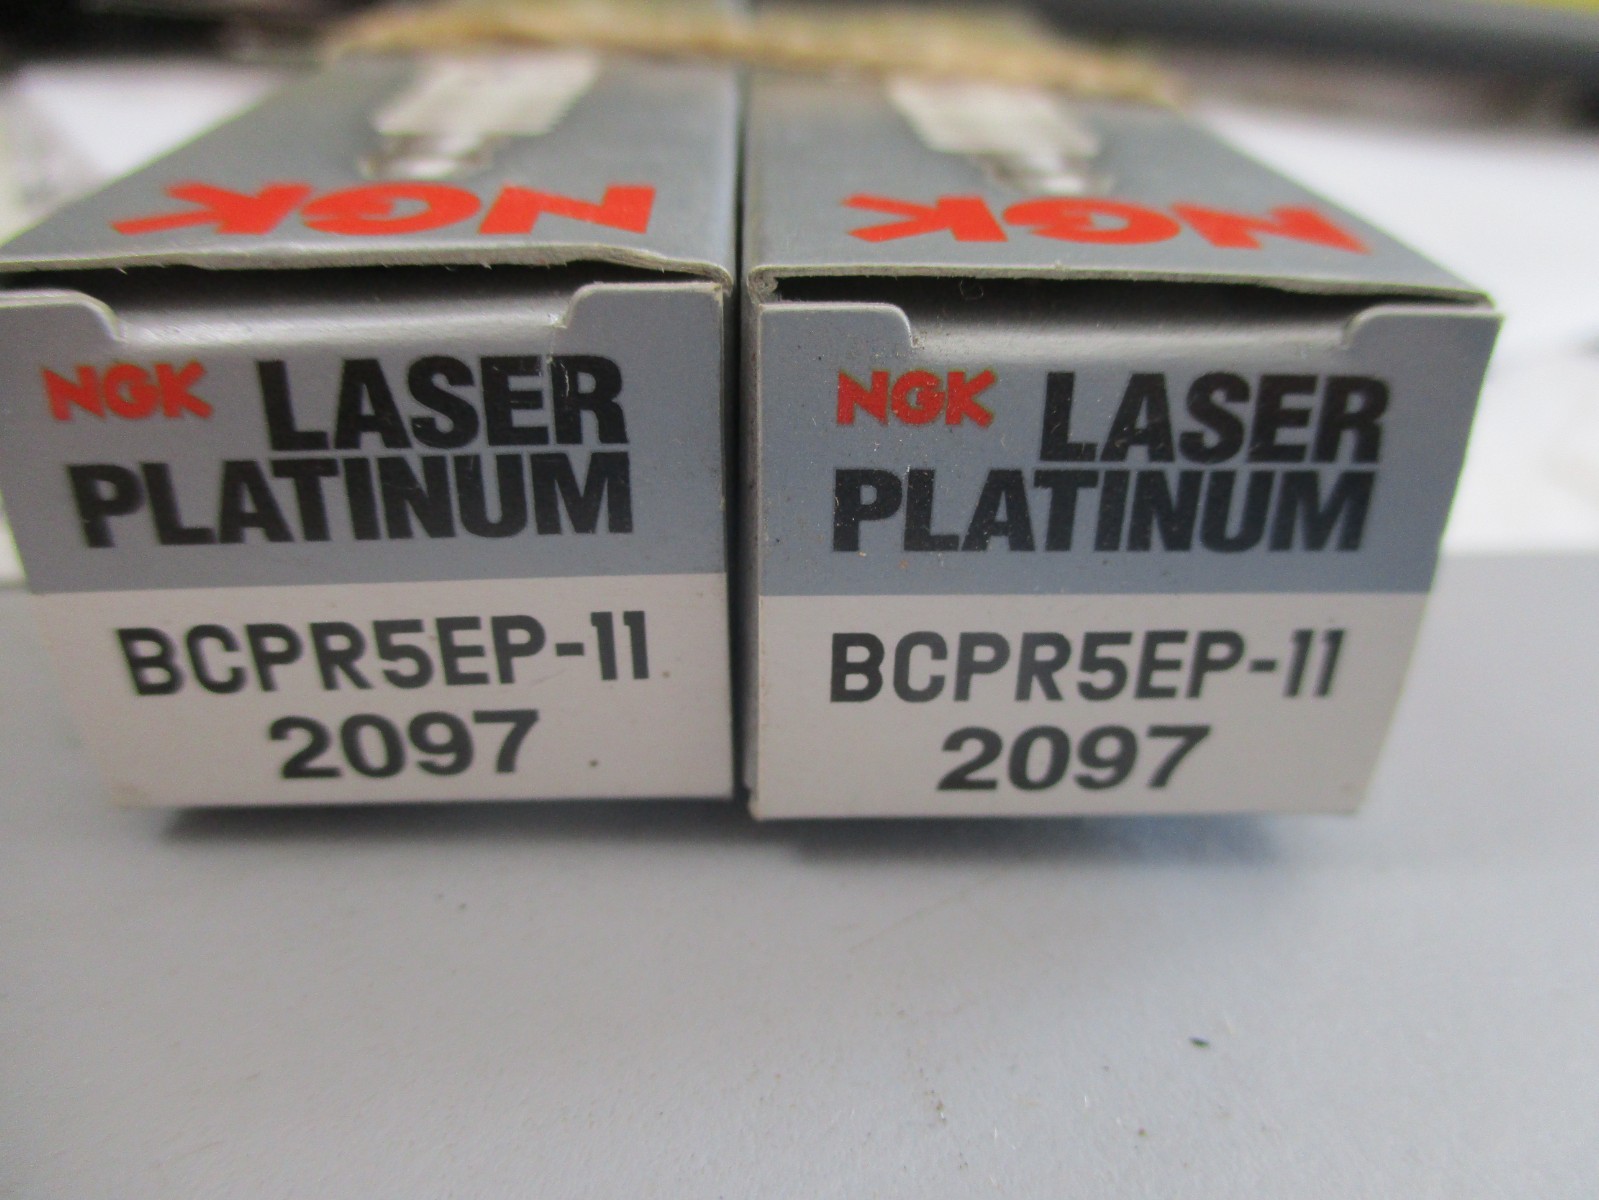 NGK
NGK LASER
PLATINUM
BCPR5EP-11
2097
NGK
NGK LASER
PLATINUM
BCPR5EP-11
2097